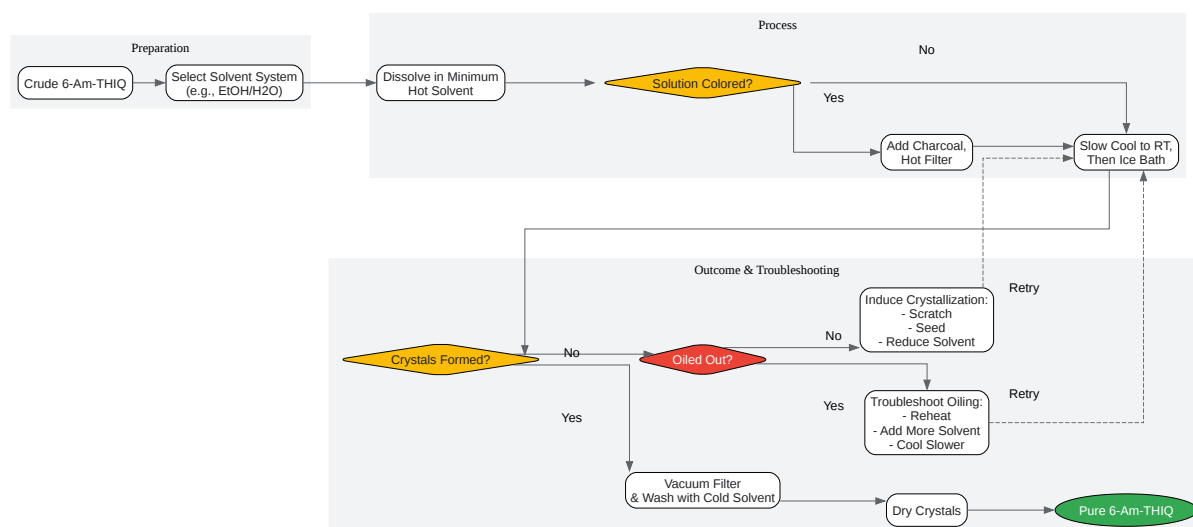 Process
Preparation
No
Crude 6-Am-THIQ
Select Solvent System
(e.g., EtOH/H2O)
Dissolve in Minimum
Hot Solvent
Solution Colored?
Yes
Add Charcoal,
Hot Filter
Slow Cool to RT,
Then Ice Bath
Outcome & Troubleshooting
Induce Crystallization:
- Scratch
- Seed
- Reduce Solvent
Retry
No
Crystals Formed?
No
Oiled Out?
Retry
Yes
Yes
Troubleshoot Oiling:
- Reheat
- Add More Solvent
- Cool Slower
Vacuum Filter
& Wash with Cold Solvent
Dry Crystals
Pure 6-Am-THIQ